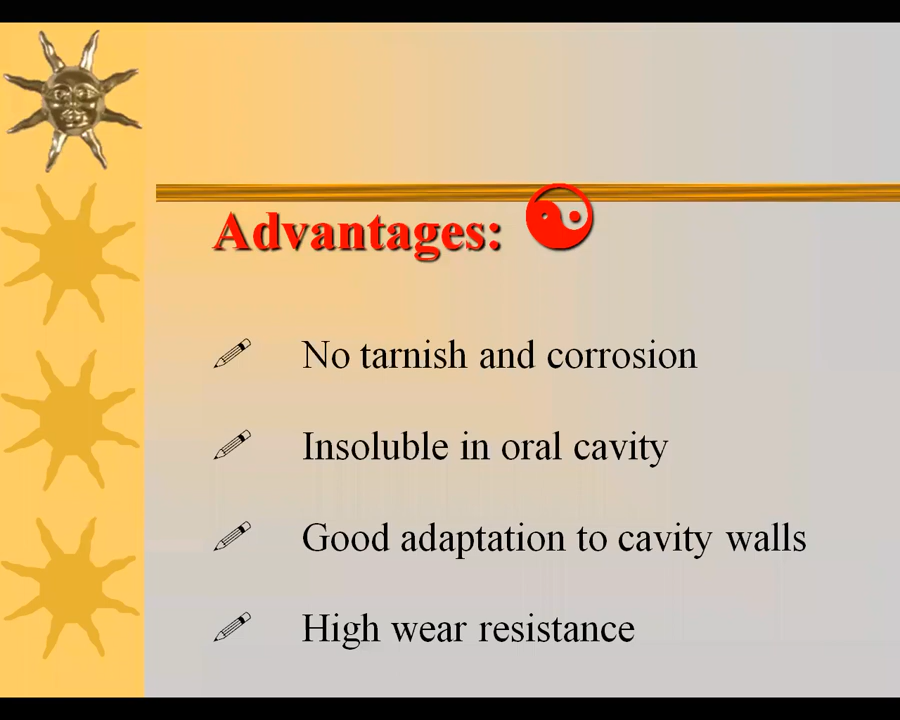 Advantages:
No tarnish and corrosion
Insoluble in oral cavity
Good adaptation to cavity walls
High wear resistance